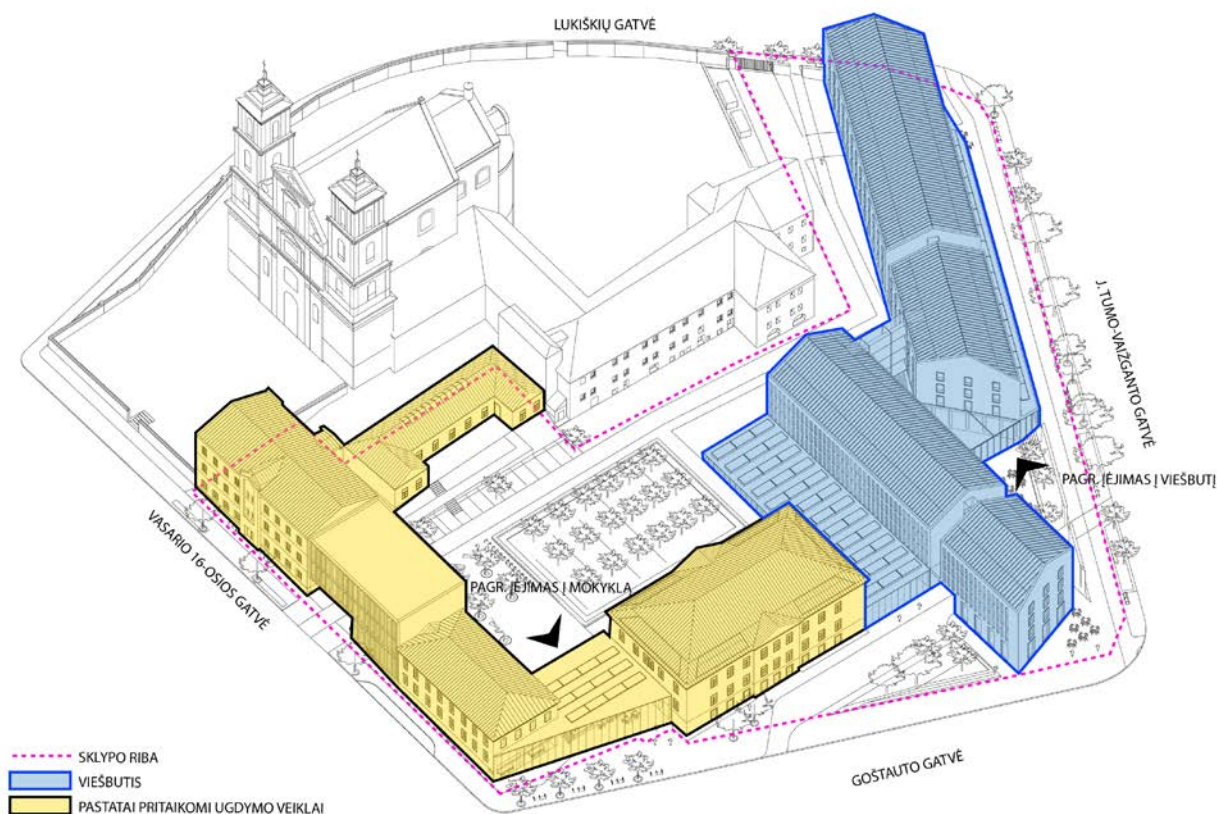 LUKIŠKIŲ GATVĖ
J. TUMO-VAIŽGANTO GATVĖ
PAGR. ĮĖJIMAS Į VIEŠBUTĮ
VASARIO 16-OSIOS GATVĖ
PAGR. ĮĖJIMAS Į MOKYKLĄ
GOŠTAUTO GATVĖ
SKLYPO RIBA
VIEŠBUTIS
PASTATAI PRITAIKOMI UGDYMO VEIKLAI